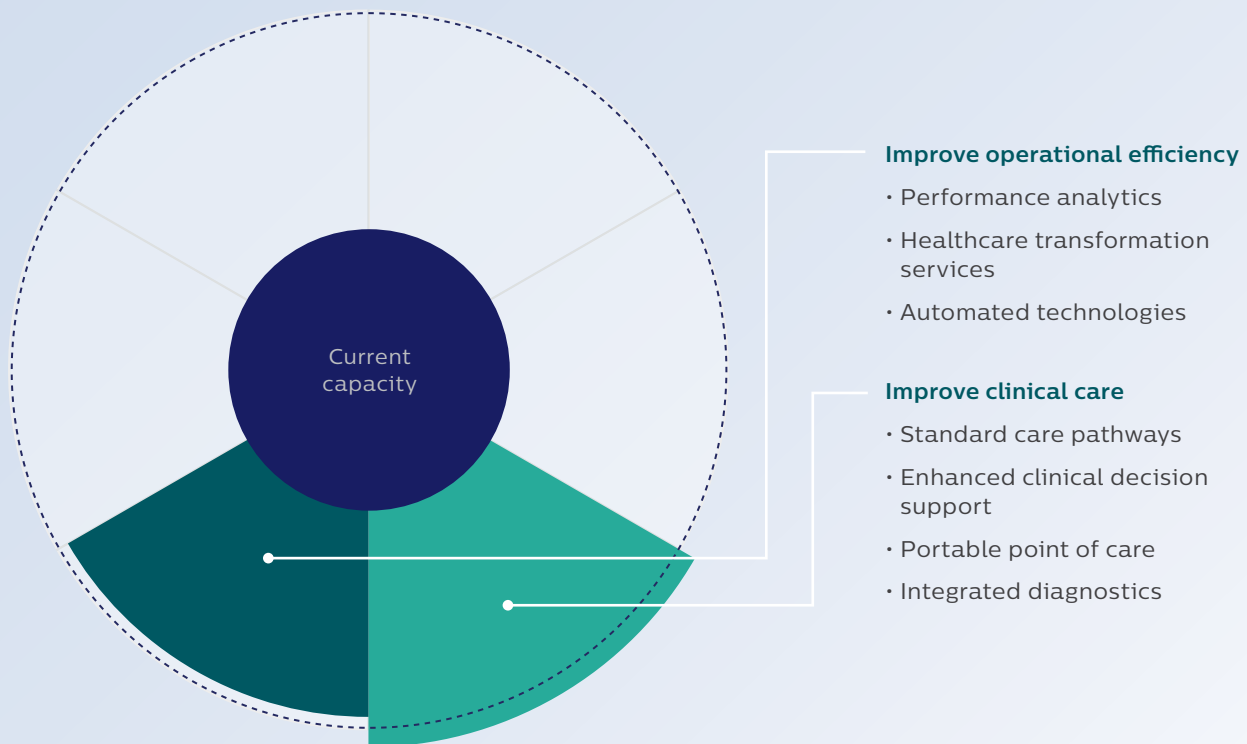 Current
capacity
Improve operational efficiency
· Performance analytics
· Healthcare transformation
services
· Automated technologies
Improve clinical care
· Standard care pathways
· Enhanced clinical decision
support
· Portable point of care
· Integrated diagnostics